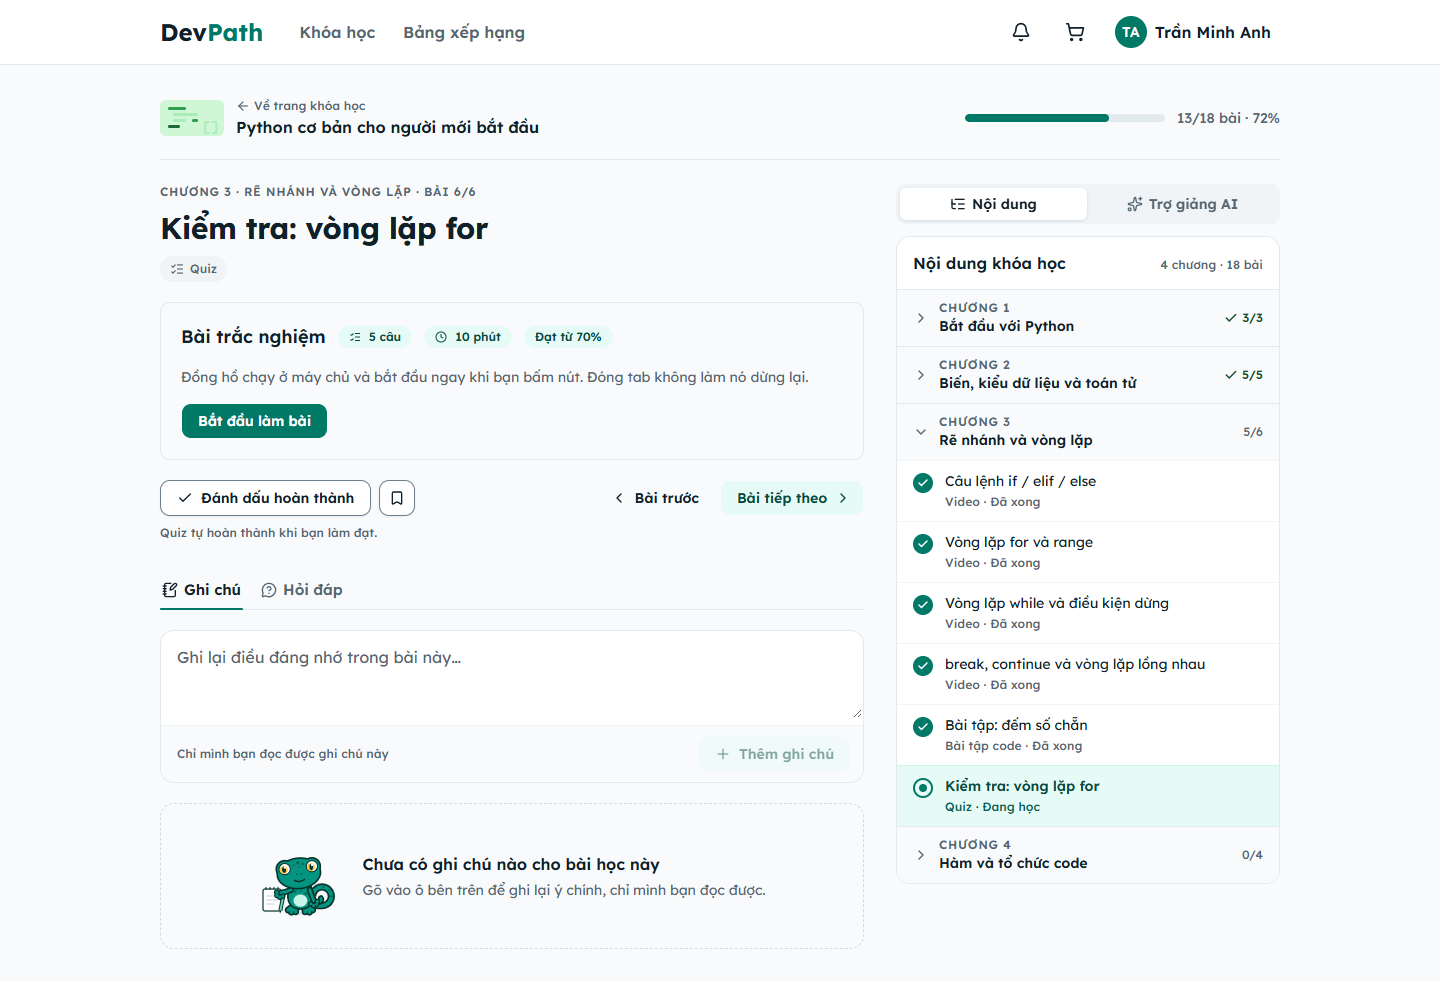 DevPath
Khóa học
Bảng xếp hạng
TA
Trần Minh Anh
Về trang khóa học
Python cơ bản cho người mới bắt đầu
13/18 bài · 72%
CHƯƠNG 3 · RẼ NHÁNH VÀ VÒNG LẶP · BÀI 6/6
Kiểm tra: vòng lặp for
Quiz
Bài trắc nghiệm
5 câu
10 phút
Đạt từ 70%
Đồng hồ chạy ở máy chủ và bắt đầu ngay khi bạn bấm nút. Đóng tab không làm nó dừng lại.
Bắt đầu làm bài
Đánh dấu hoàn thành
Bài trước
Bài tiếp theo
Quiz tự hoàn thành khi bạn làm đạt.
Ghi chú
Hỏi đáp
Ghi lại điều đáng nhớ trong bài này...
Chỉ mình bạn đọc được ghi chú này
Thêm ghi chú
Chưa có ghi chú nào cho bài học này
Gõ vào ô bên trên để ghi lại ý chính, chỉ mình bạn đọc được.
Nội dung
Trợ giảng AI
Nội dung khóa học
4 chương · 18 bài
CHƯƠNG 1
Bắt đầu với Python
3/3
CHƯƠNG 2
Biến, kiểu dữ liệu và toán tử
5/5
CHƯƠNG 3
Rẽ nhánh và vòng lặp
5/6
Câu lệnh if / elif / else
Video · Đã xong
Vòng lặp for và range
Video · Đã xong
Vòng lặp while và điều kiện dừng
Video · Đã xong
break, continue và vòng lặp lồng nhau
Video · Đã xong
Bài tập: đếm số chẵn
Bài tập code · Đã xong
Kiểm tra: vòng lặp for
Quiz · Đang học
CHƯƠNG 4
Hàm và tổ chức code
0/4